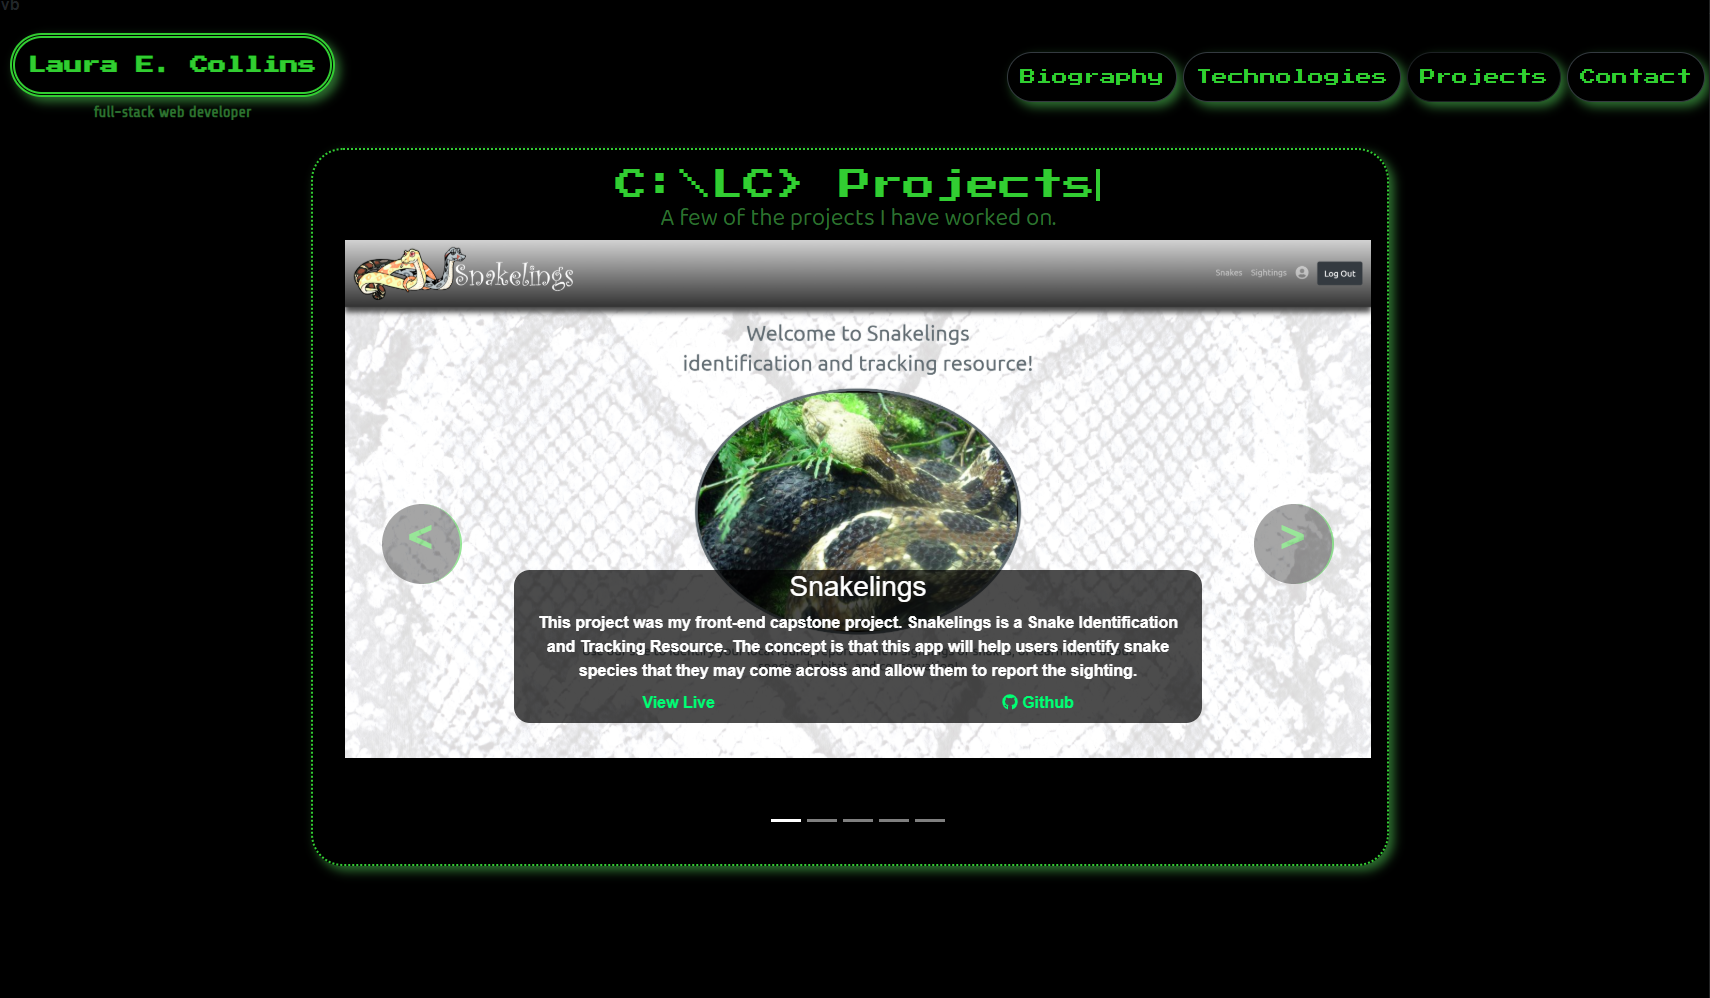 vb
Laura E. Collins
full-stack web developer
Biography
Technologies
Projects
Contact
C:\LC> Projects
A few of the projects I have worked on.
Snakelings
Snakes
Sightings
Log Out
Welcome to Snakelings
identification and tracking resource!
<
>
Snakelings
This project was my front-end capstone project. Snakelings is a Snake Identification
and Tracking Resource. The concept is that this app will help users identify snake
species that they may come across and allow them to report the sighting.
View Live
Github